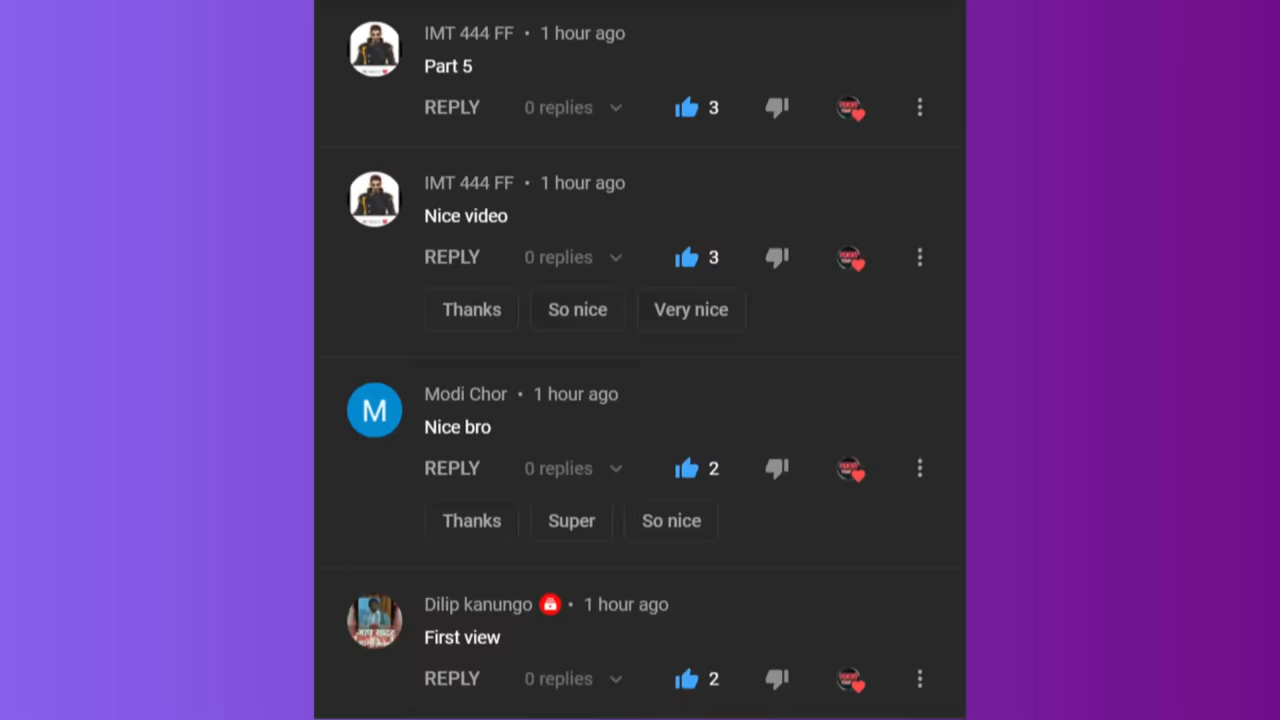 IMT 444 FF • 1 hour ago
Part 5
REPLY 0 replies 3
IMT 444 FF • 1 hour ago
Nice video
REPLY 0 replies 3
Thanks So nice Very nice
M Modi Chor • 1 hour ago
Nice bro
REPLY 0 replies 2
Thanks Super So nice
Dilip kanungo • 1 hour ago
First view
REPLY 0 replies 2